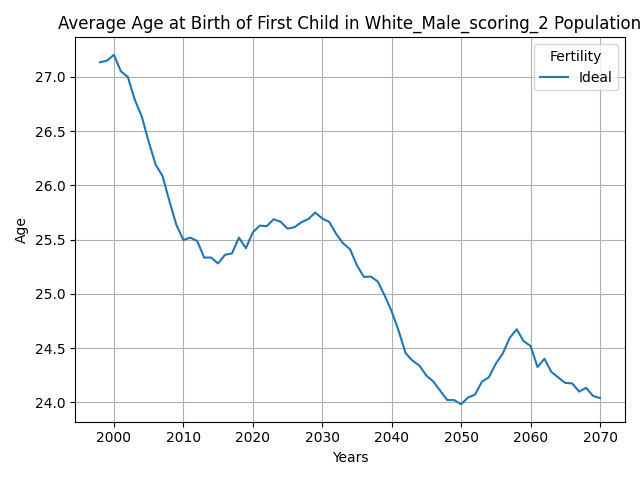 Average Age at Birth of First Child in White_Male_scoring_2 Population
Fertility
Ideal
27.0
26.5
26.0
25.5
25.0
24.5
24.0
Age
2000 2010 2020 2030 2040 2050 2060 2070
Years